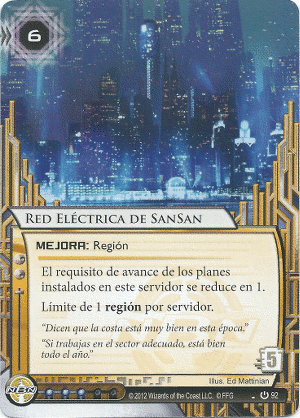 6
RED ELÉCTRICA DE SANSAN
MEJORA: Región
El requisito de avance de los planes
instalados en este servidor se reduce en 1.
Límite de 1 región por servidor.
“Dicen que la costa está muy bien en esta época.”
“Si trabajas en el sector adecuado, está bien
todo el año.”
5
Illus. Ed Mattinian
NBN
© 2012 Wizards of the Coast LLC. © FFG
92